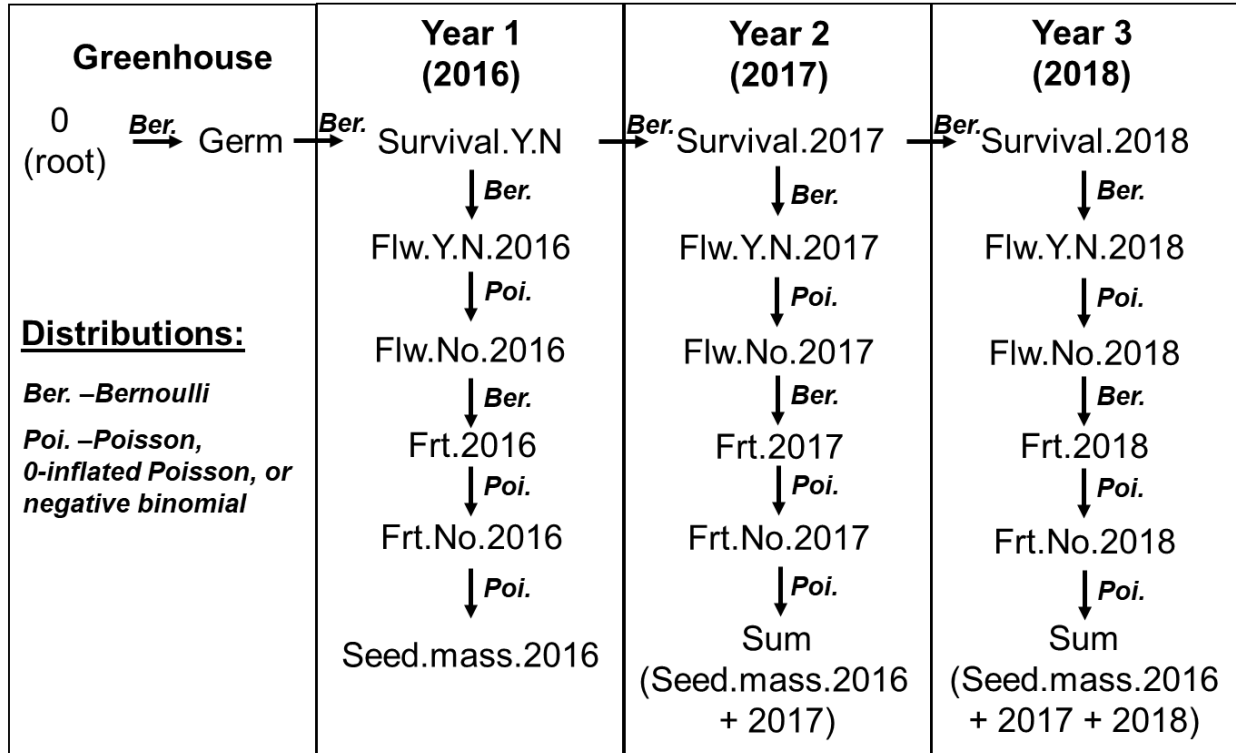 Greenhouse
0
(root)
Ber.
Germ
Distributions:
Ber. –Bernoulli
Poi. –Poisson,
0-inflated Poisson, or
negative binomial
Year 1
(2016)
Ber.
Survival.Y.N
Ber.
Flw.Y.N.2016
Poi.
Flw.No.2016
Ber.
Frt.2016
Poi.
Frt.No.2016
Poi.
Seed.mass.2016
Year 2
(2017)
Ber.
Survival.2017
Ber.
Flw.Y.N.2017
Poi.
Flw.No.2017
Ber.
Frt.2017
Poi.
Frt.No.2017
Poi.
Sum
(Seed.mass.2016
+ 2017)
Year 3
(2018)
Ber.
Survival.2018
Ber.
Flw.Y.N.2018
Poi.
Flw.No.2018
Ber.
Frt.2018
Poi.
Frt.No.2018
Poi.
Sum
(Seed.mass.2016
+ 2017 + 2018)